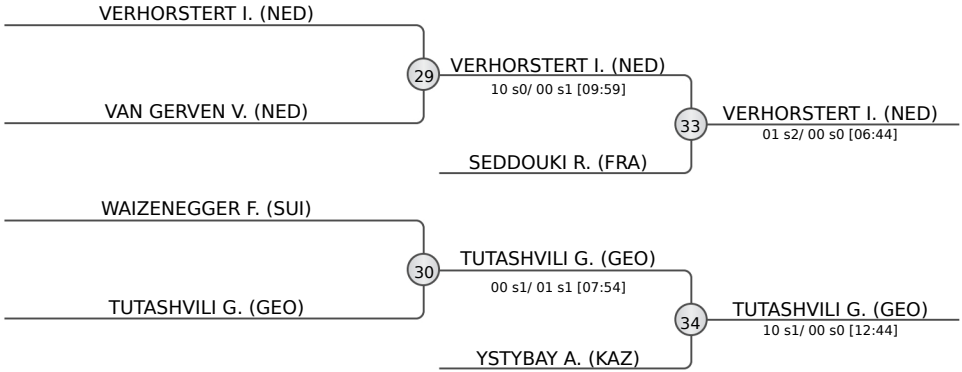 VERHORSTERT I. (NED)
29
VAN GERVEN V. (NED)
VERHORSTERT I. (NED)
10 s0/ 00 s1 [09:59]
33
SEDDOUKI R. (FRA)
VERHORSTERT I. (NED)
01 s2/ 00 s0 [06:44]
WAIZENEGGER F. (SUI)
30
TUTASHVILI G. (GEO)
TUTASHVILI G. (GEO)
00 s1/ 01 s1 [07:54]
34
YSTYBAY A. (KAZ)
TUTASHVILI G. (GEO)
10 s1/ 00 s0 [12:44]